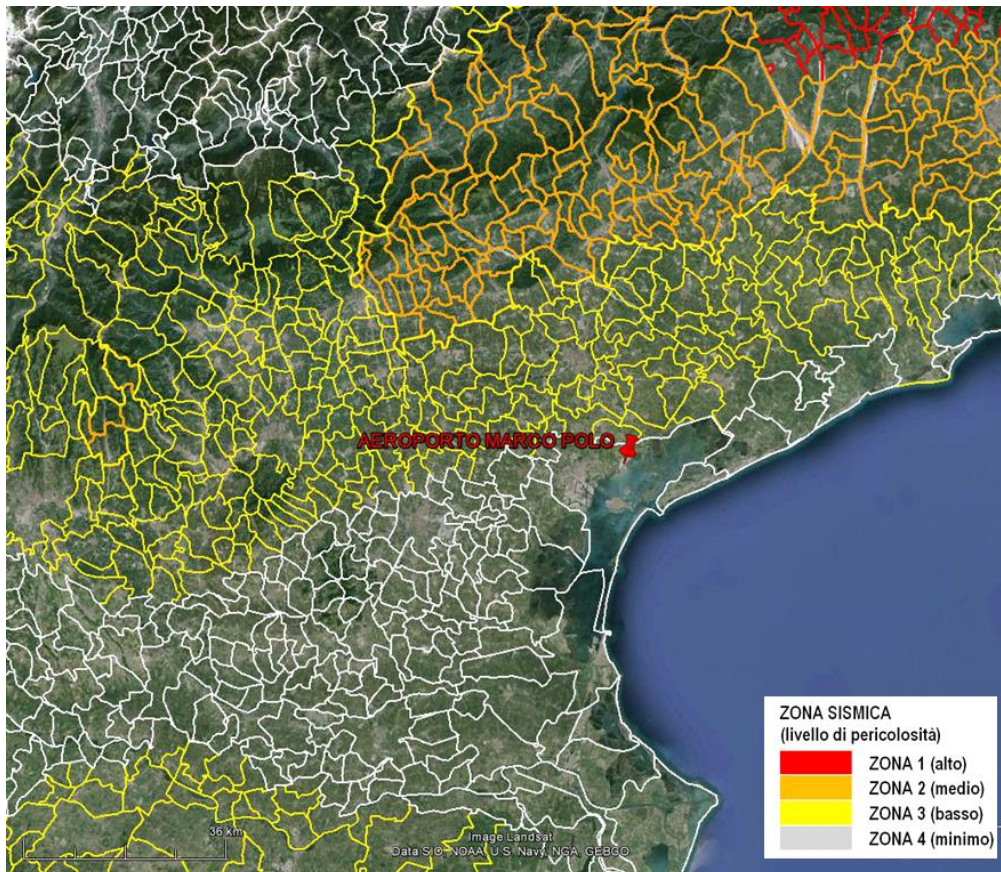 AEROPORTO MARCO POLO
ZONA SISMICA
(livello di pericolosità)
ZONA 1 (alto)
ZONA 2 (medio)
ZONA 3 (basso)
ZONA 4 (minimo)
36 km
Image Landsat
Data SIO, NOAA, U.S. Navy, NGA, GEBCO